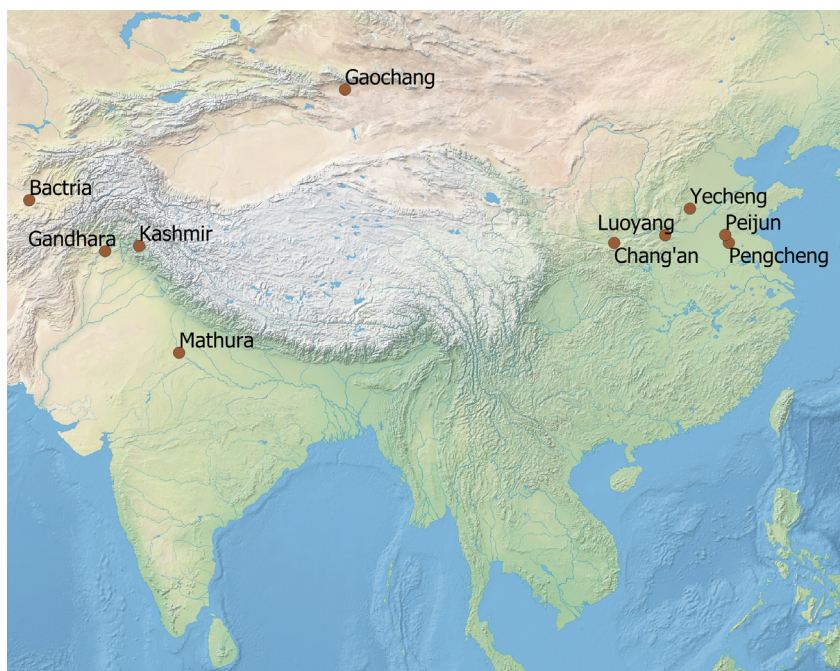 Gaochang
Bactria
Yecheng
Luoyang
Peijun
Gandhara
Kashmir
Chang'an
Pengcheng
Mathura